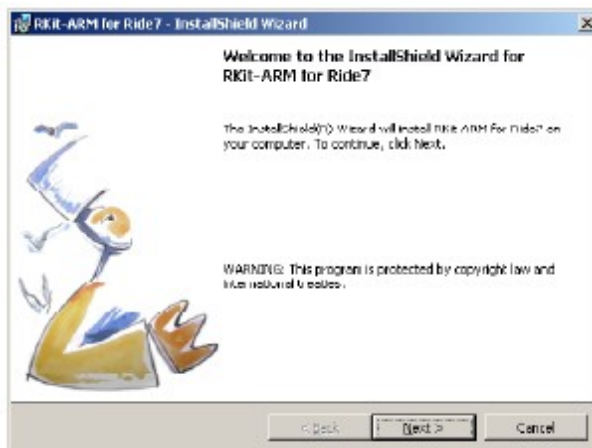 RKit-ARM for Ride7 - InstallShield Wizard
Welcome to the InstallShield Wizard for
RKit-ARM for Ride7
The InstallShield(R) Wizard will install RKit-ARM for Ride7 on
your computer. To continue, click Next.
WARNING: This program is protected by copyright law and
international treaties.
< Back
Next >
Cancel